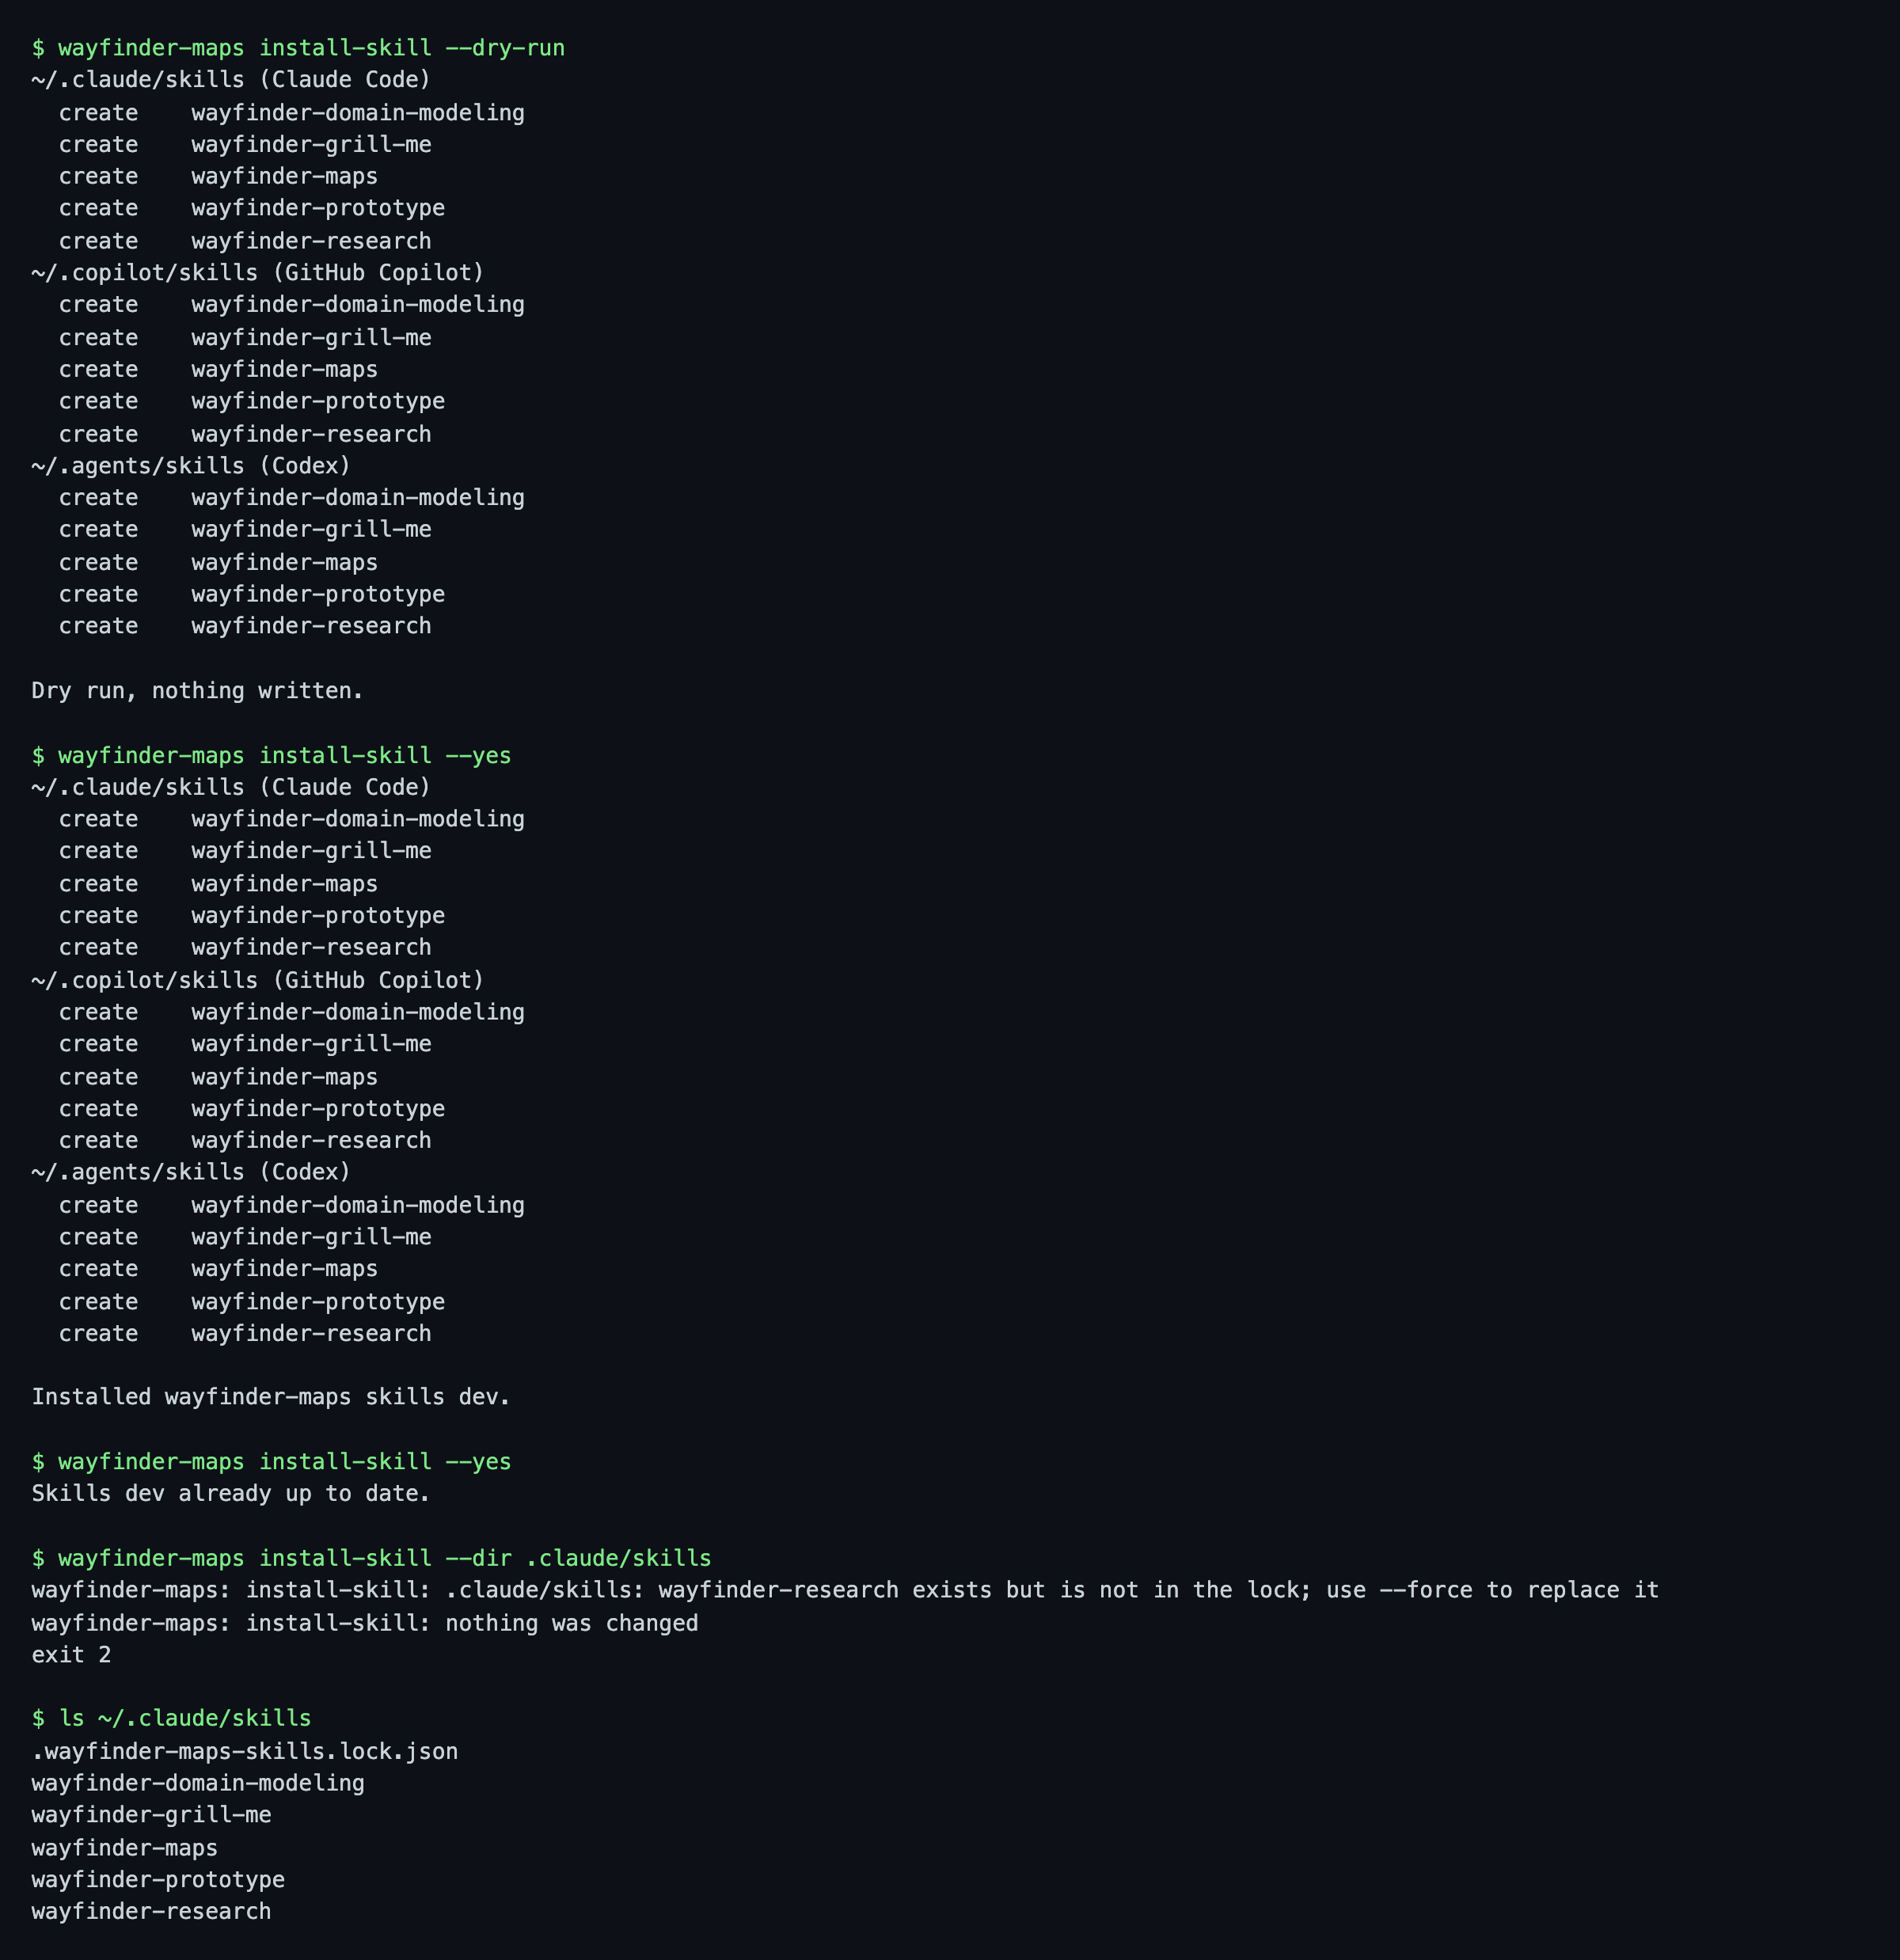 $ wayfinder-maps install-skill --dry-run
~/.claude/skills (Claude Code)
  create    wayfinder-domain-modeling
  create    wayfinder-grill-me
  create    wayfinder-maps
  create    wayfinder-prototype
  create    wayfinder-research
~/.copilot/skills (GitHub Copilot)
  create    wayfinder-domain-modeling
  create    wayfinder-grill-me
  create    wayfinder-maps
  create    wayfinder-prototype
  create    wayfinder-research
~/.agents/skills (Codex)
  create    wayfinder-domain-modeling
  create    wayfinder-grill-me
  create    wayfinder-maps
  create    wayfinder-prototype
  create    wayfinder-research

Dry run, nothing written.

$ wayfinder-maps install-skill --yes
~/.claude/skills (Claude Code)
  create    wayfinder-domain-modeling
  create    wayfinder-grill-me
  create    wayfinder-maps
  create    wayfinder-prototype
  create    wayfinder-research
~/.copilot/skills (GitHub Copilot)
  create    wayfinder-domain-modeling
  create    wayfinder-grill-me
  create    wayfinder-maps
  create    wayfinder-prototype
  create    wayfinder-research
~/.agents/skills (Codex)
  create    wayfinder-domain-modeling
  create    wayfinder-grill-me
  create    wayfinder-maps
  create    wayfinder-prototype
  create    wayfinder-research

Installed wayfinder-maps skills dev.

$ wayfinder-maps install-skill --yes
Skills dev already up to date.

$ wayfinder-maps install-skill --dir .claude/skills
wayfinder-maps: install-skill: .claude/skills: wayfinder-research exists but is not in the lock; use --force to replace it
wayfinder-maps: install-skill: nothing was changed
exit 2

$ ls ~/.claude/skills
.wayfinder-maps-skills.lock.json
wayfinder-domain-modeling
wayfinder-grill-me
wayfinder-maps
wayfinder-prototype
wayfinder-research